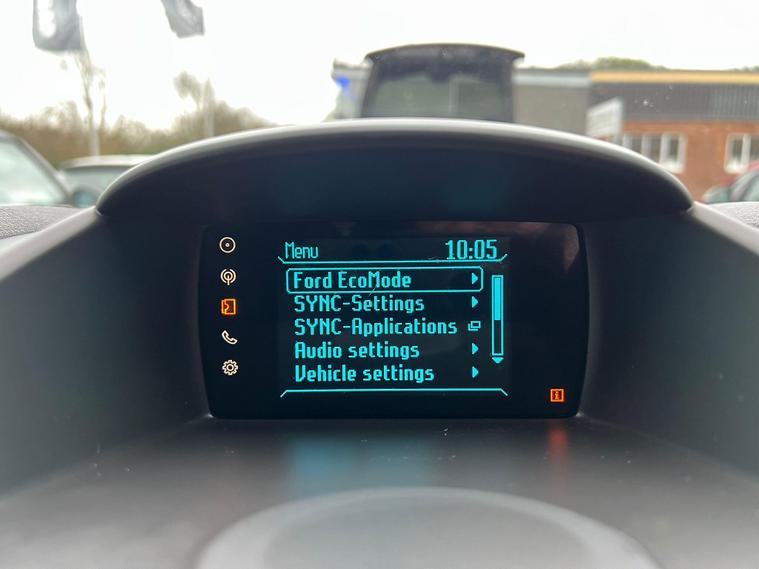 Menu 10:05
Ford EcoMode
SYNC-Settings
SYNC-Applications
Audio settings
Vehicle settings